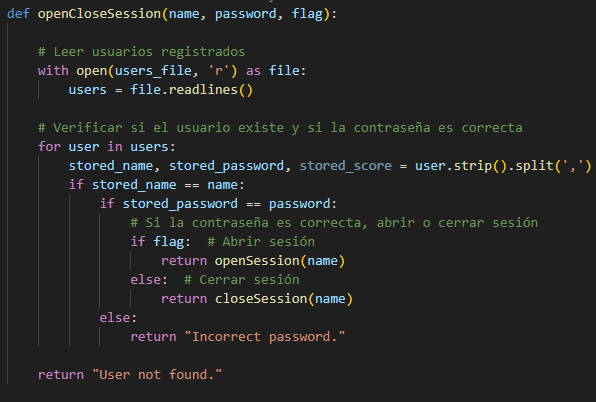 def openCloseSession(name, password, flag):
# Leer usuarios registrados
with open(users_file, 'r') as file:
users = file.readlines()
# Verificar si el usuario existe y si la contraseña es correcta
for user in users:
stored_name, stored_password, stored_score = user.strip().split(',')
if stored_name == name:
if stored_password == password:
# Si la contraseña es correcta, abrir o cerrar sesión
if flag:  # Abrir sesión
return openSession(name)
else:  # Cerrar sesión
return closeSession(name)
else:
return "Incorrect password."
return "User not found."